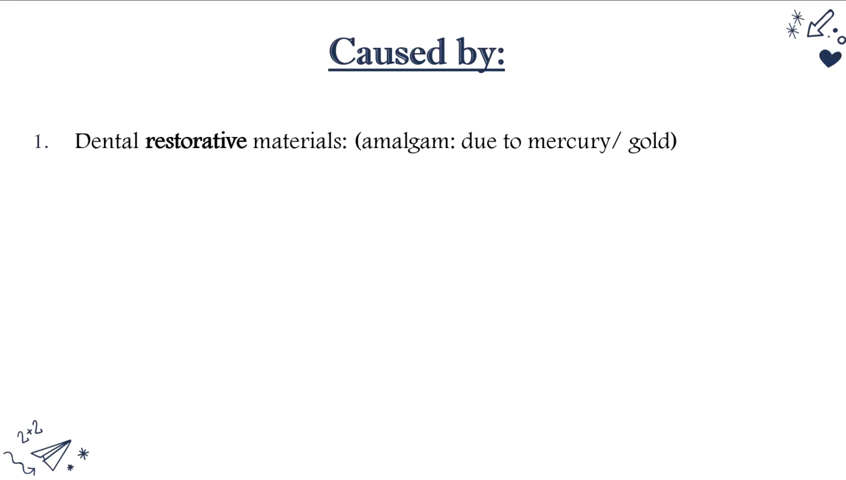 Caused by:
1. Dental restorative materials: (amalgam: due to mercury/ gold)
2+2